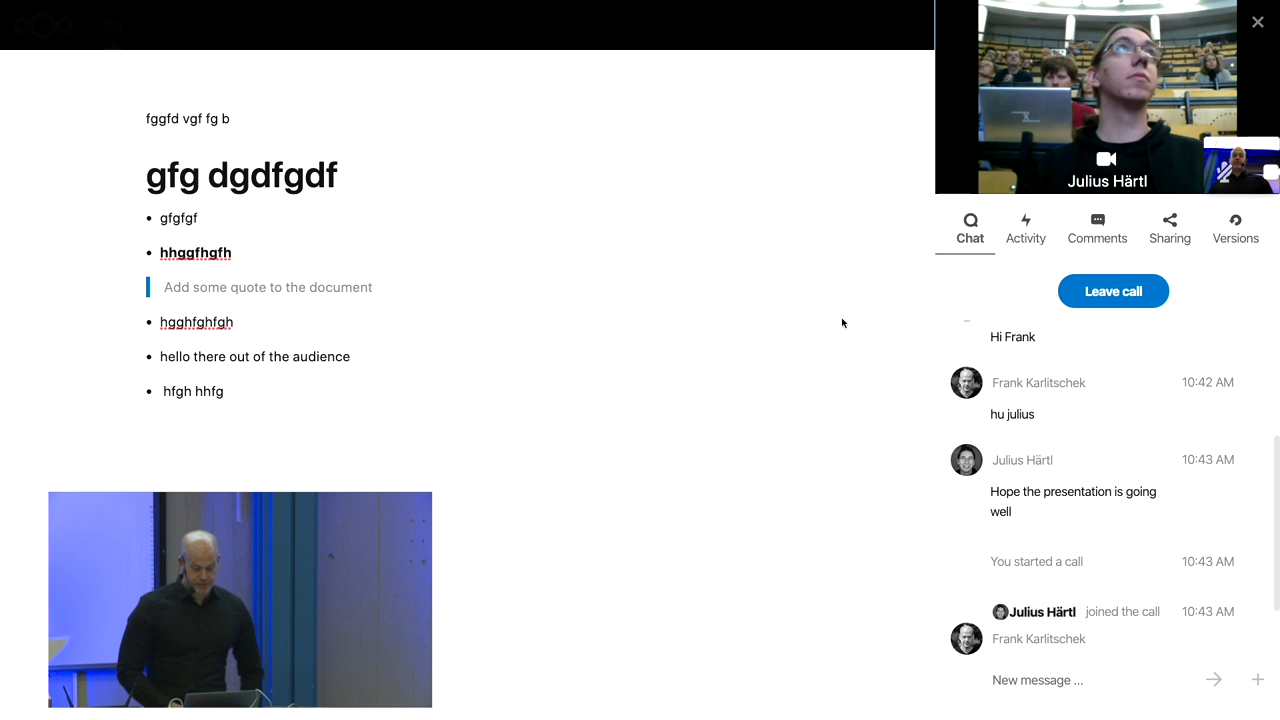 fggfd vgf fg b
gfg dgdfgdf
• gfgfgf
• hhggfhgfh
Add some quote to the document
• hgghfghfgh
• hello there out of the audience
• hfgh hhfg
Julius Härtl
Chat Activity Comments Sharing Versions
Leave call
Hi Frank
Frank Karlitschek 10:42 AM
hu julius
Julius Härtl 10:43 AM
Hope the presentation is going
well
You started a call 10:43 AM
Julius Härtl joined the call 10:43 AM
Frank Karlitschek
New message ...